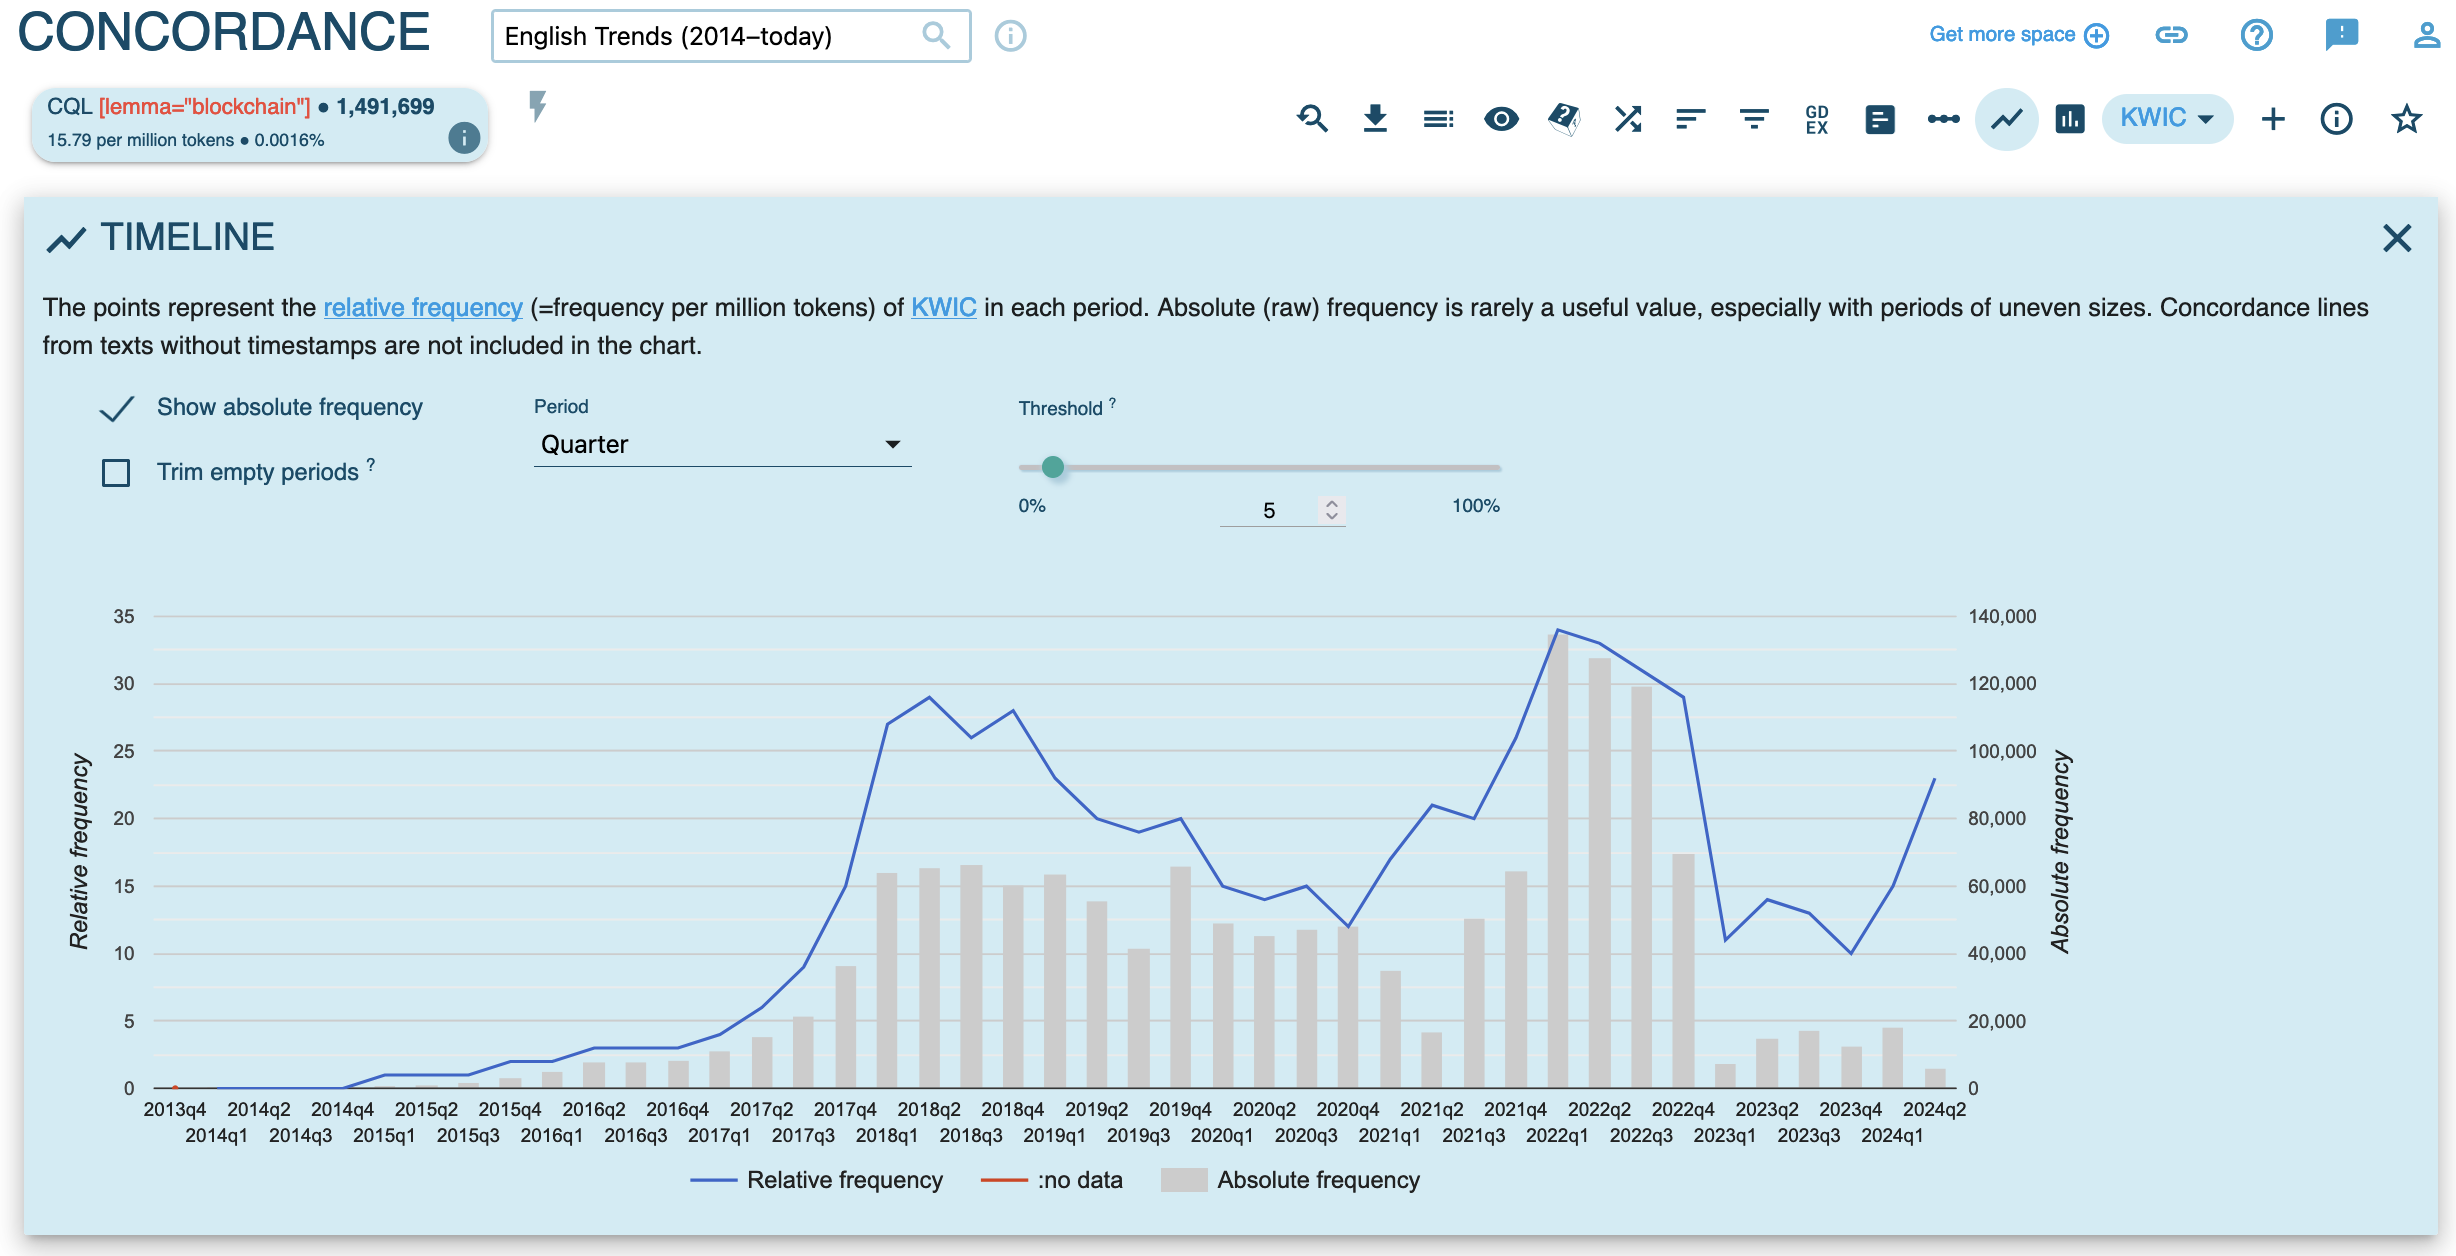 CONCORDANCE
English Trends (2014–today)
Get more space
CQL [lemma="blockchain"] ● 1,491,699
15.79 per million tokens ● 0.0016%
i
GD
EX
KWIC
TIMELINE
The points represent the relative frequency (=frequency per million tokens) of KWIC in each period. Absolute (raw) frequency is rarely a useful value, especially with periods of uneven sizes. Concordance lines
from texts without timestamps are not included in the chart.
Show absolute frequency
Trim empty periods ?
Period
Quarter
Threshold ?
0%
5
100%
35
30
25
20
15
10
5
0
Relative frequency
140,000
120,000
100,000
80,000
60,000
40,000
20,000
0
Absolute frequency
2013q4 2014q2 2014q4 2015q2 2015q4 2016q2 2016q4 2017q2 2017q4 2018q2 2018q4 2019q2 2019q4 2020q2 2020q4 2021q2 2021q4 2022q2 2022q4 2023q2 2023q4 2024q2
2014q1 2014q3 2015q1 2015q3 2016q1 2016q3 2017q1 2017q3 2018q1 2018q3 2019q1 2019q3 2020q1 2020q3 2021q1 2021q3 2022q1 2022q3 2023q1 2023q3 2024q1
Relative frequency :no data Absolute frequency